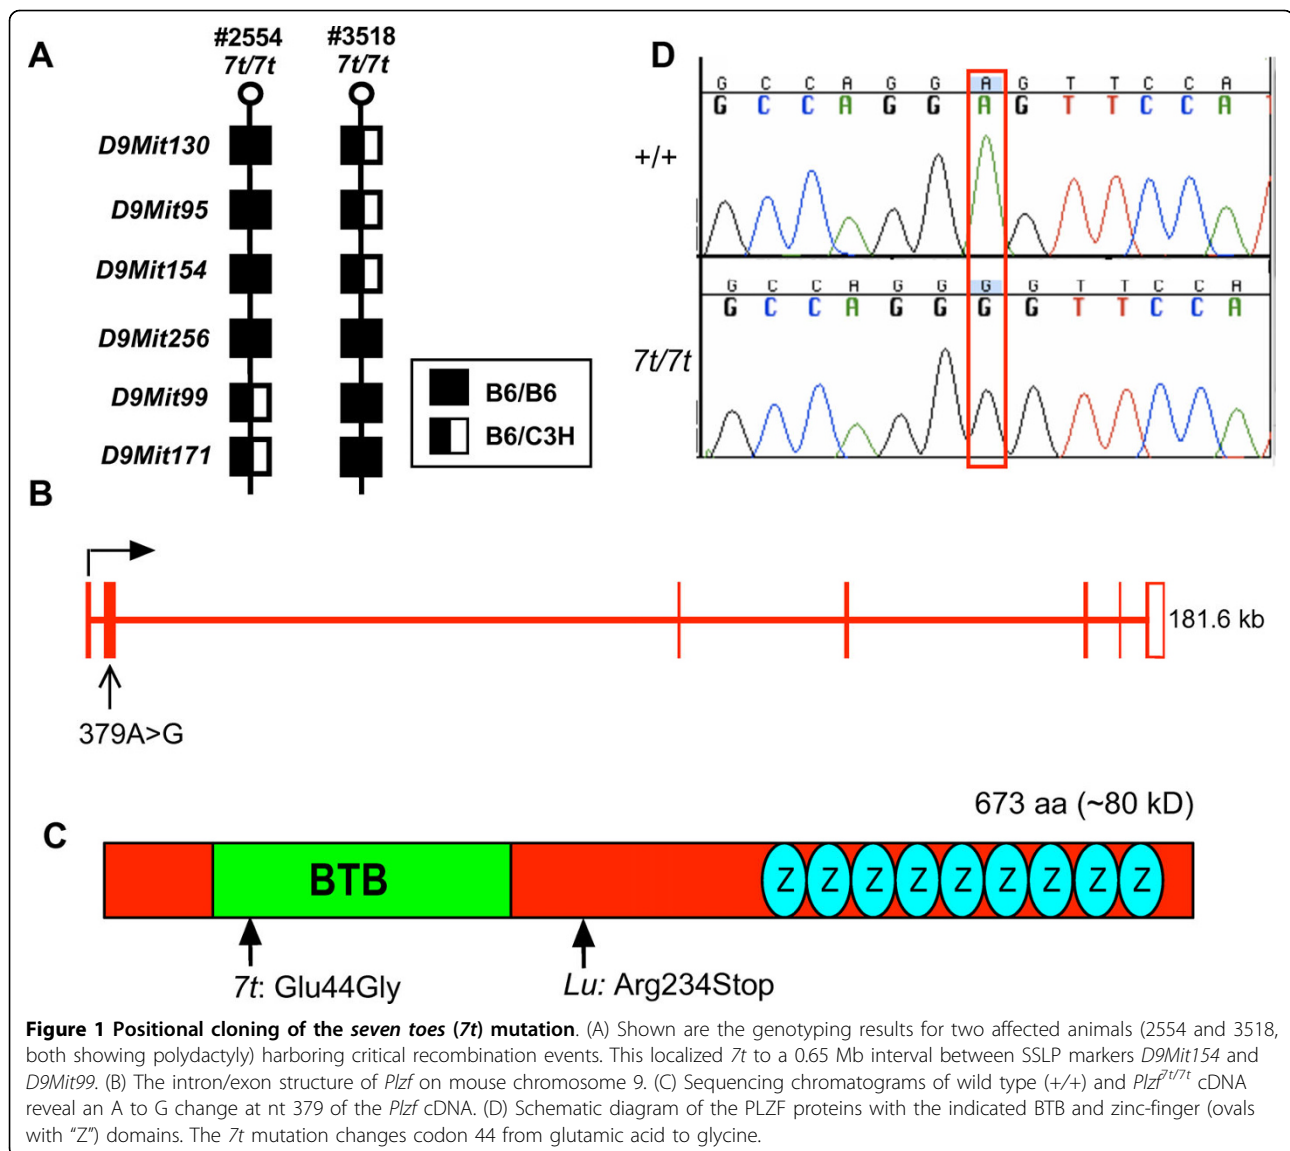 A
#2554
7t/7t
#3518
7t/7t
D9Mit130
D9Mit95
D9Mit154
D9Mit256
D9Mit99
D9Mit171
B6/B6
B6/C3H
D
G C C A G G A G T T C C A
G C C A G G A G T T C C A T
+/+
G C C A G G G G T T C C A
G C C A G G G G T T C C A
7t/7t
B
181.6 kb
379A>G
673 aa (~80 kD)
C
BTB
Z Z Z Z Z Z Z Z Z
7t: Glu44Gly
Lu: Arg234Stop
Figure 1 Positional cloning of the seven toes (7t) mutation. (A) Shown are the genotyping results for two affected animals (2554 and 3518,
both showing polydactyly) harboring critical recombination events. This localized 7t to a 0.65 Mb interval between SSLP markers D9Mit154 and
D9Mit99. (B) The intron/exon structure of Plzf on mouse chromosome 9. (C) Sequencing chromatograms of wild type (+/+) and Plzf7t/7t cDNA
reveal an A to G change at nt 379 of the Plzf cDNA. (D) Schematic diagram of the PLZF proteins with the indicated BTB and zinc-finger (ovals
with "Z") domains. The 7t mutation changes codon 44 from glutamic acid to glycine.